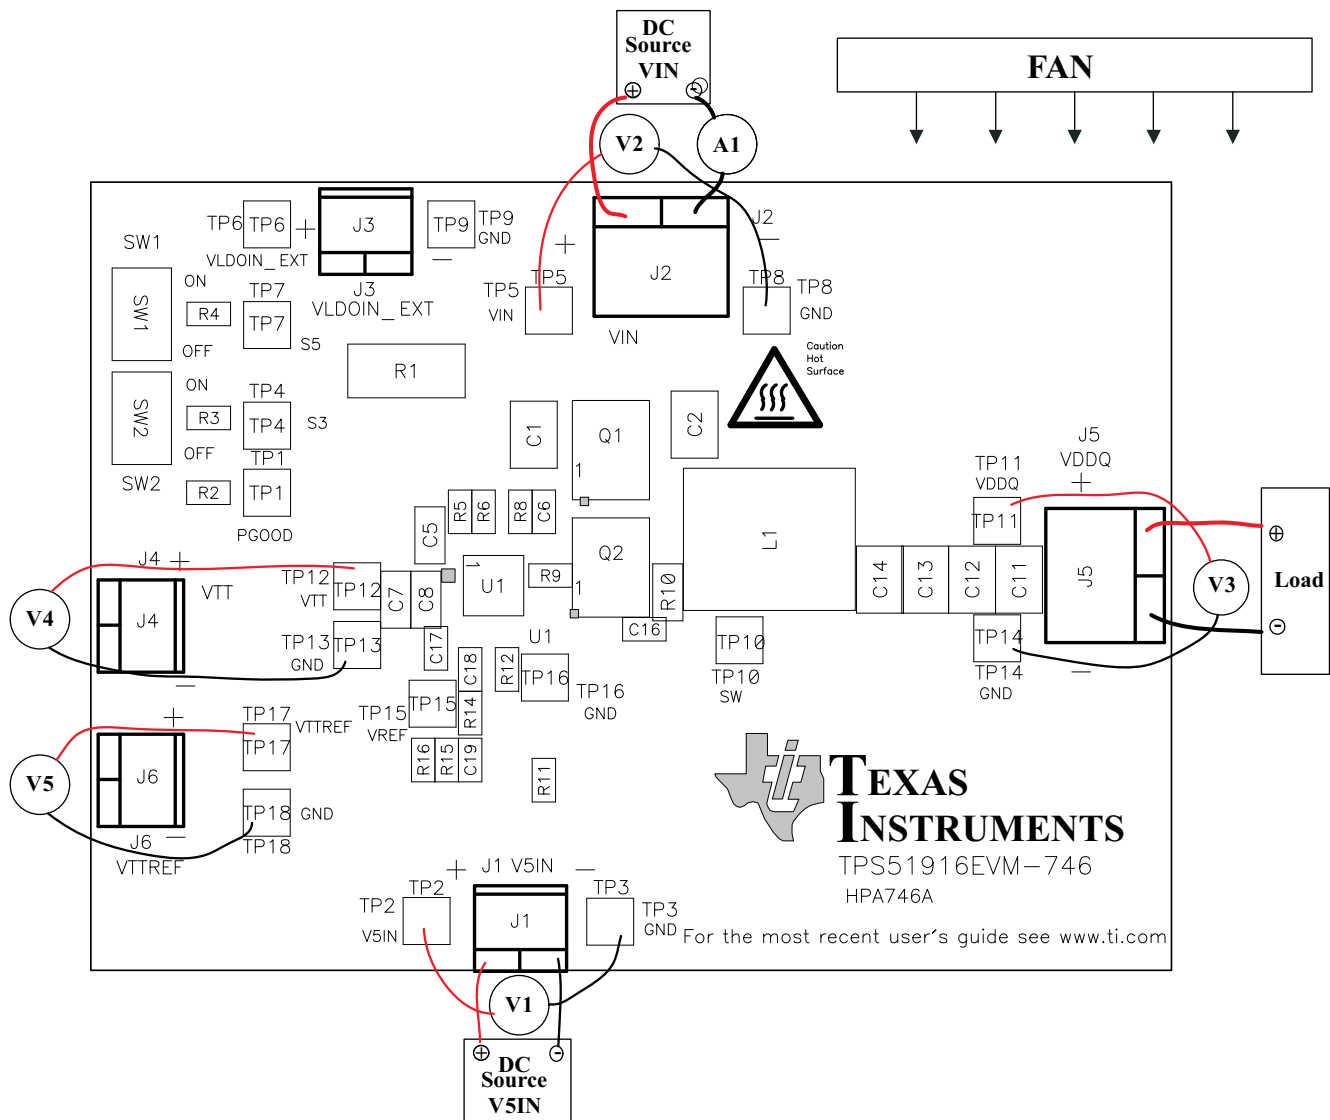 DC
Source
VIN
FAN
V2
A1
TP6
TP6
VLDOIN_EXT
+
J3
J3
VLDOIN_EXT
TP9
TP9
GND
−
J2
+
−
J2
VIN
TP5
TP5
VIN
TP8
TP8
GND
SW1
SW1
ON
R4
OFF
TP7
TP7
S5
SW2
SW2
ON
R3
OFF
TP4
TP4
S3
R2
TP1
TP1
PGOOD
R1
Caution
Hot
Surface
C1
Q1
1
C2
R5
R6
R8
C6
C5
Q2
1
L1
R10
C16
R9
1
U1
U1
TP11
VDDQ
TP11
J5
VDDQ
+
J5
−
C14
C13
C12
C11
TP14
TP14
GND
V3
+
Load
-
V4
J4
+
VTT
J4
−
TP12
TP12
VTT
TP13
TP13
GND
C7
C8
C17
C18
R12
TP16
TP16
GND
TP10
TP10
SW
TP15
TP15
VREF
R14
R16
R15
C19
R11
V5
+
J6
−
J6
VTTREF
TP17
VTTREF
TP17
TP18
GND
TP18
TEXAS
INSTRUMENTS
TPS51916EVM−746
HPA746A
For the most recent user's guide see www.ti.com
+ J1 V5IN −
TP2
TP2
V5IN
J1
TP3
TP3
GND
V1
+ -
DC
Source
V5IN